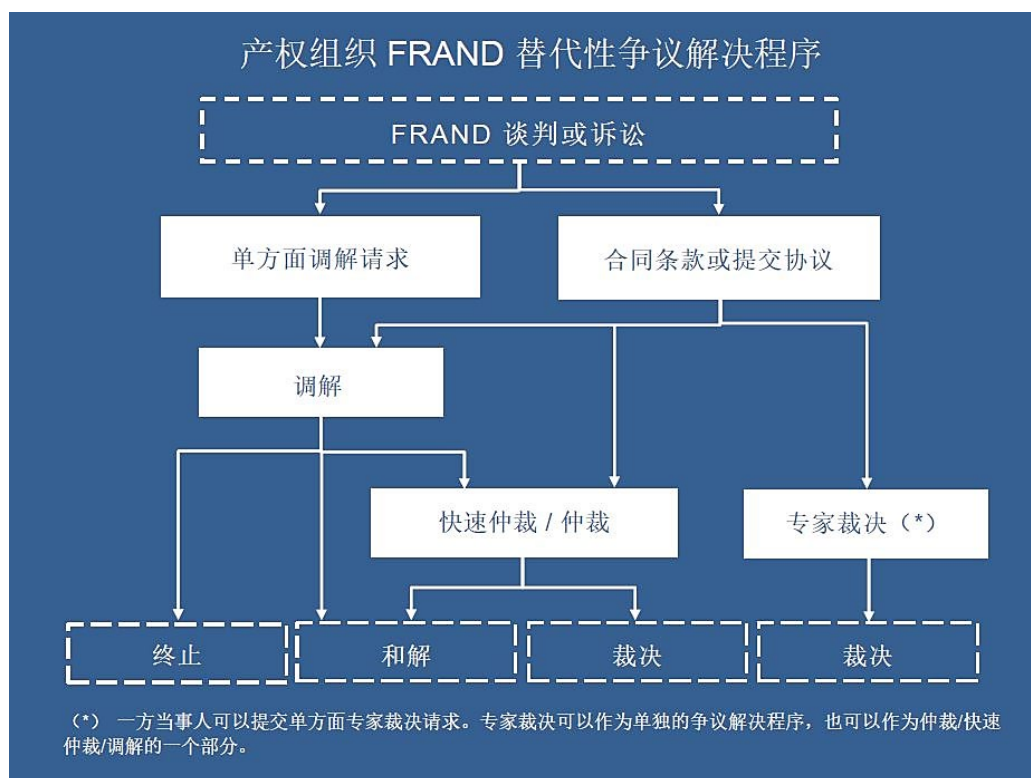 产权组织 FRAND 替代性争议解决程序
FRAND 谈判或诉讼
单方面调解请求
合同条款或提交协议
调解
快速仲裁 / 仲裁
专家裁决（*）
终止
和解
裁决
裁决
（*） 一方当事人可以提交单方面专家裁决请求。专家裁决可以作为单独的争议解决程序，也可以作为仲裁/快速
仲裁/调解的一个部分。